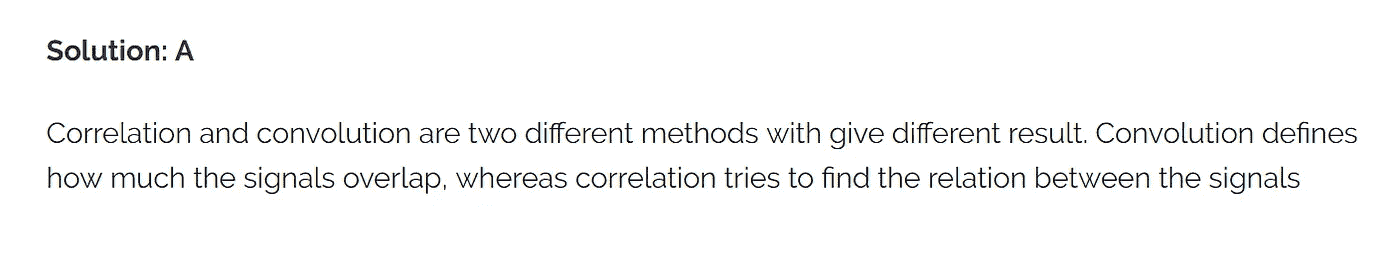 Solution: A
Correlation and convolution are two different methods with give different result. Convolution defines
how much the signals overlap, whereas correlation tries to find the relation between the signals